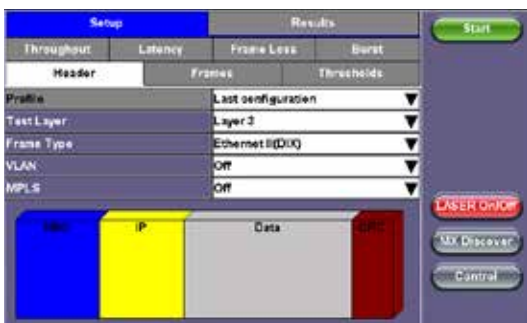 Setup Results
Throughput Latency Frame Loss Burst
Header Frames Thresholds
Profile Last configuration
Test Layer Layer 3
Frame Type Ethernet II(DIX)
VLAN Off
MPLS Off
MAC IP Data CRC
Start
LASER On/Off
MX Discover
Control